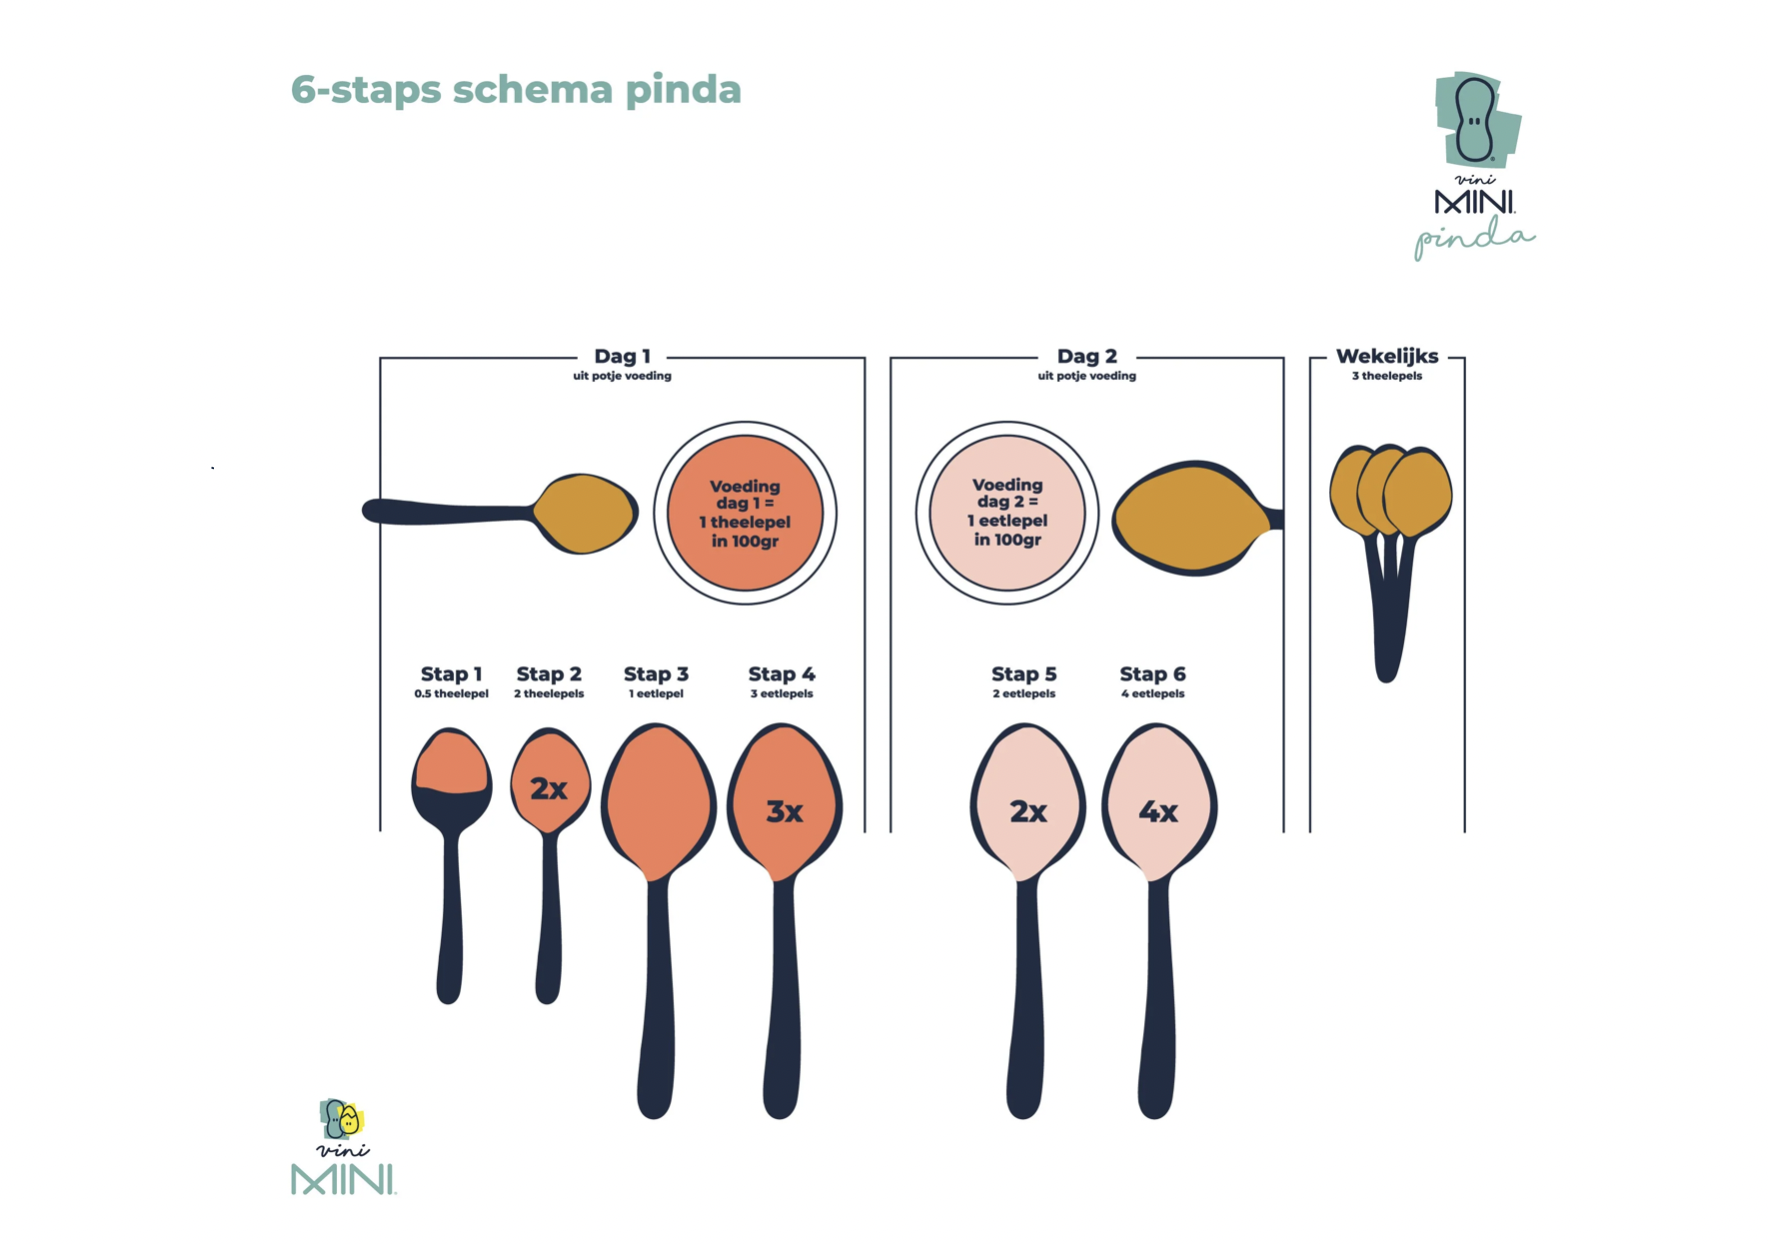 6-staps schema pinda
vini
MINI
pinda
Dag 1
uit potje voeding
Voeding
dag 1 =
1 theelepel
in 100gr
Stap 1
0.5 theelepel
Stap 2
2 theelepels
Stap 3
1 eetlepel
Stap 4
3 eetlepels
2x
3x
Dag 2
uit potje voeding
Voeding
dag 2 =
1 eetlepel
in 100gr
Stap 5
2 eetlepels
Stap 6
4 eetlepels
2x
4x
Wekelijks
3 theelepels
vini
MINI